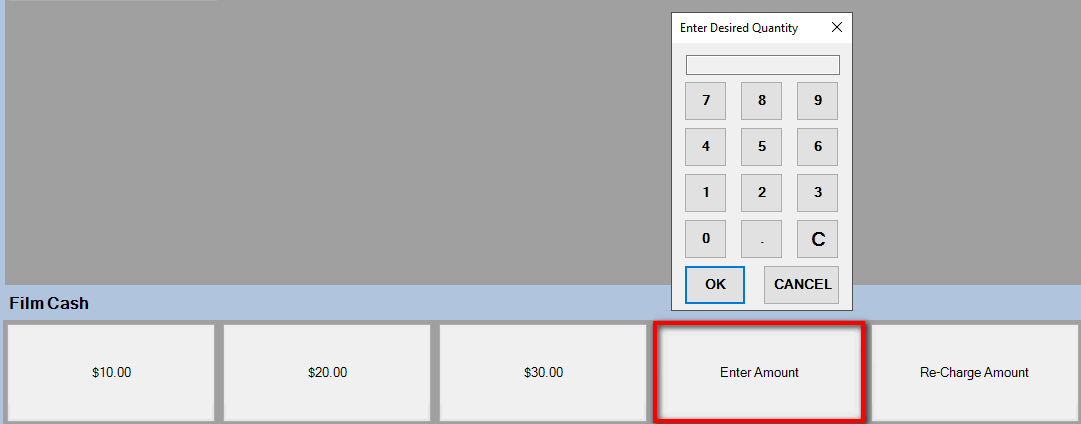 Enter Desired Quantity
7 8 9
4 5 6
1 2 3
0 . C
OK CANCEL
Film Cash
$10.00 $20.00 $30.00 Enter Amount Re-Charge Amount